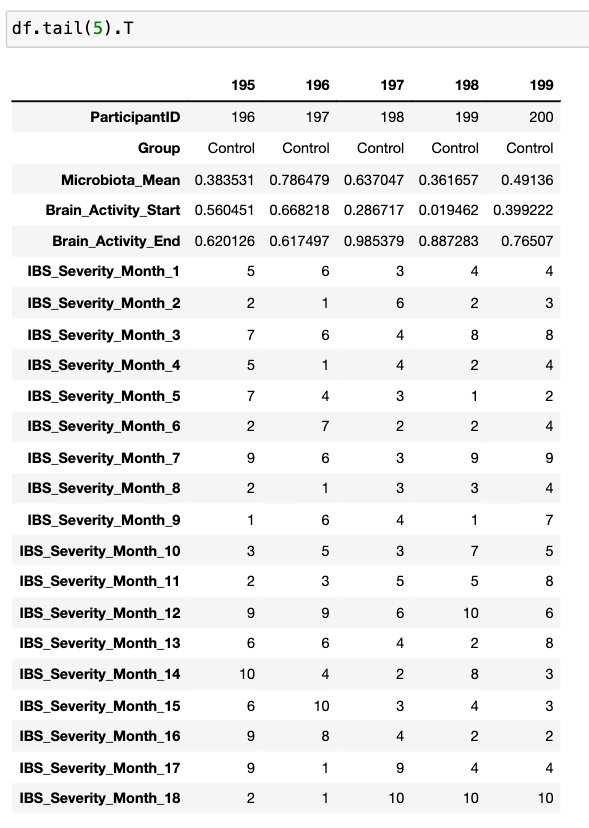 df.tail(5).T
195 196 197 198 199
ParticipantID 196 197 198 199 200
Group Control Control Control Control Control
Microbiota_Mean 0.383531 0.786479 0.637047 0.361657 0.49136
Brain_Activity_Start 0.560451 0.668218 0.286717 0.019462 0.399222
Brain_Activity_End 0.620126 0.617497 0.985379 0.887283 0.76507
IBS_Severity_Month_1 5 6 3 4 4
IBS_Severity_Month_2 2 1 6 2 3
IBS_Severity_Month_3 7 6 4 8 8
IBS_Severity_Month_4 5 1 4 2 4
IBS_Severity_Month_5 7 4 3 1 2
IBS_Severity_Month_6 2 7 2 2 4
IBS_Severity_Month_7 9 6 3 9 9
IBS_Severity_Month_8 2 1 3 3 4
IBS_Severity_Month_9 1 6 4 1 7
IBS_Severity_Month_10 3 5 3 7 5
IBS_Severity_Month_11 2 3 5 5 8
IBS_Severity_Month_12 9 9 6 10 6
IBS_Severity_Month_13 6 6 4 2 8
IBS_Severity_Month_14 10 4 2 8 3
IBS_Severity_Month_15 6 10 3 4 3
IBS_Severity_Month_16 9 8 4 2 2
IBS_Severity_Month_17 9 1 9 4 4
IBS_Severity_Month_18 2 1 10 10 10